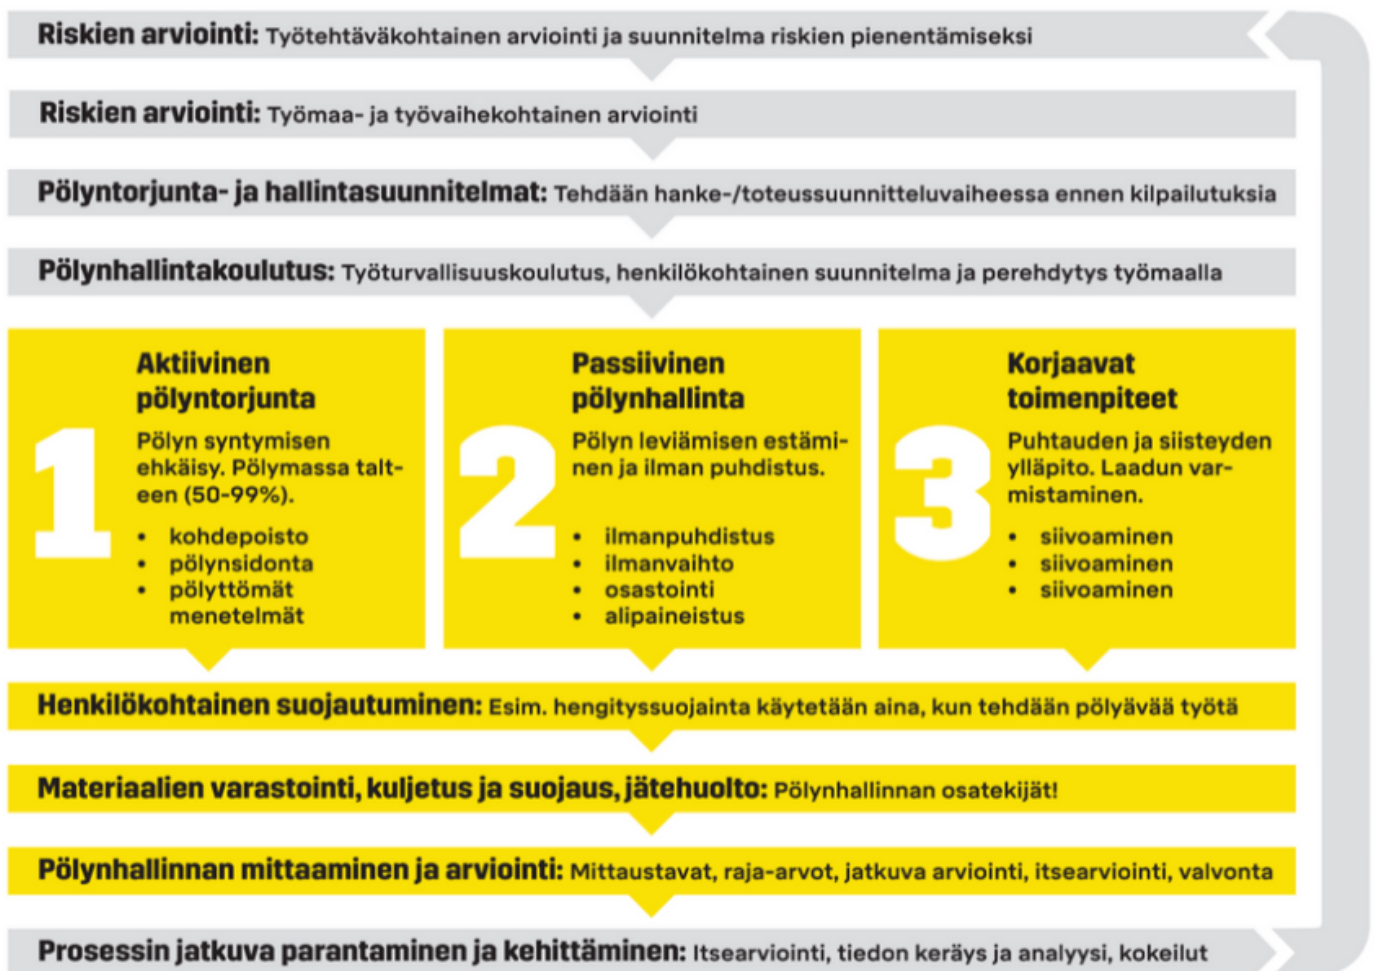 Riskien arviointi: Työtehtäväkohtainen arviointi ja suunnitelma riskien pienentämiseksi
Riskien arviointi: Työmaa- ja työvaihekohtainen arviointi
Pölyntorjunta- ja hallintasuunnitelmat: Tehdään hanke-/toteussuunnitteluvaiheessa ennen kilpailutuksia
Pölynhallintakoulutus: Työturvallisuuskoulutus, henkilökohtainen suunnitelma ja perehdytys työmaalla
1
Aktiivinen
pölyntorjunta
Pölyn syntymisen
ehkäisy. Pölymassa talt-
een (50-99%).
• kohdepoisto
• pölynsidonta
• pölyttömät
menetelmät
2
Passiivinen
pölynhallinta
Pölyn leviämisen estämi-
nen ja ilman puhdistus.
• ilmanpuhdistus
• ilmanvaihto
• osastointi
• alipaineistus
3
Korjaavat
toimenpiteet
Puhtauden ja siisteyden
ylläpito. Laadun var-
mistaminen.
• siivoaminen
• siivoaminen
• siivoaminen
Henkilökohtainen suojautuminen: Esim. hengityssuojainta käytetään aina, kun tehdään pölyävää työtä
Materiaalien varastointi, kuljetus ja suojaus, jätehuolto: Pölynhallinnan osatekijät!
Pölynhallinnan mittaaminen ja arviointi: Mittaustavat, raja-arvot, jatkuva arviointi, itsearviointi, valvonta
Prosessin jatkuva parantaminen ja kehittäminen: Itsearviointi, tiedon keräys ja analyysi, kokeilut